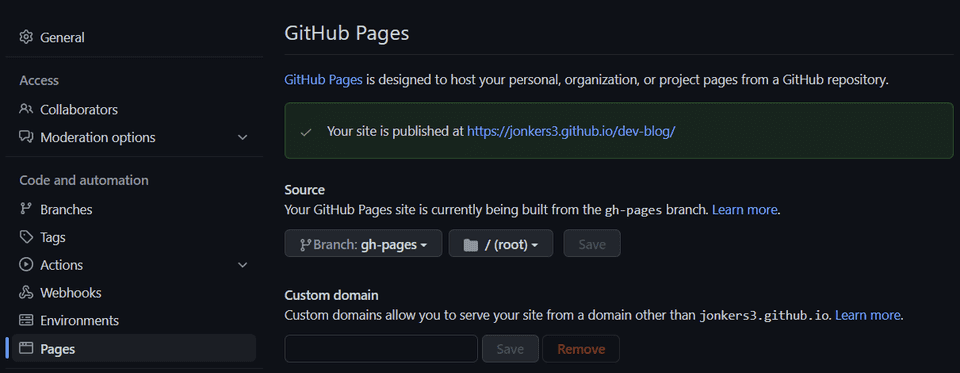 General
Access
Collaborators
Moderation options
Code and automation
Branches
Tags
Actions
Webhooks
Environments
Pages
GitHub Pages
GitHub Pages is designed to host your personal, organization, or project pages from a GitHub repository.
Your site is published at https://jonkers3.github.io/dev-blog/
Source
Your GitHub Pages site is currently being built from the gh-pages branch. Learn more.
Branch: gh-pages / (root) Save
Custom domain
Custom domains allow you to serve your site from a domain other than jonkers3.github.io. Learn more.
Save Remove